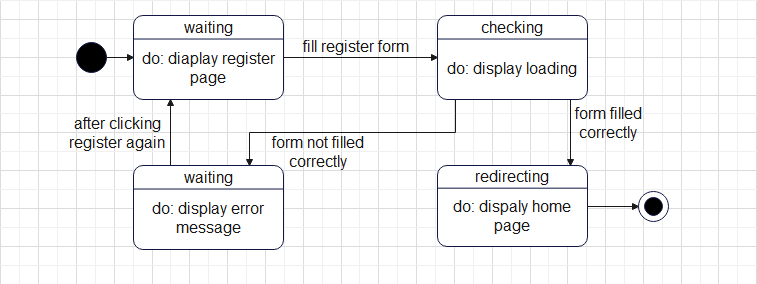 waiting
do: diaplay register
page
fill register form
checking
do: display loading
after clicking
register again
form not filled
correctly
form filled
correctly
waiting
do: display error
message
redirecting
do: dispaly home
page